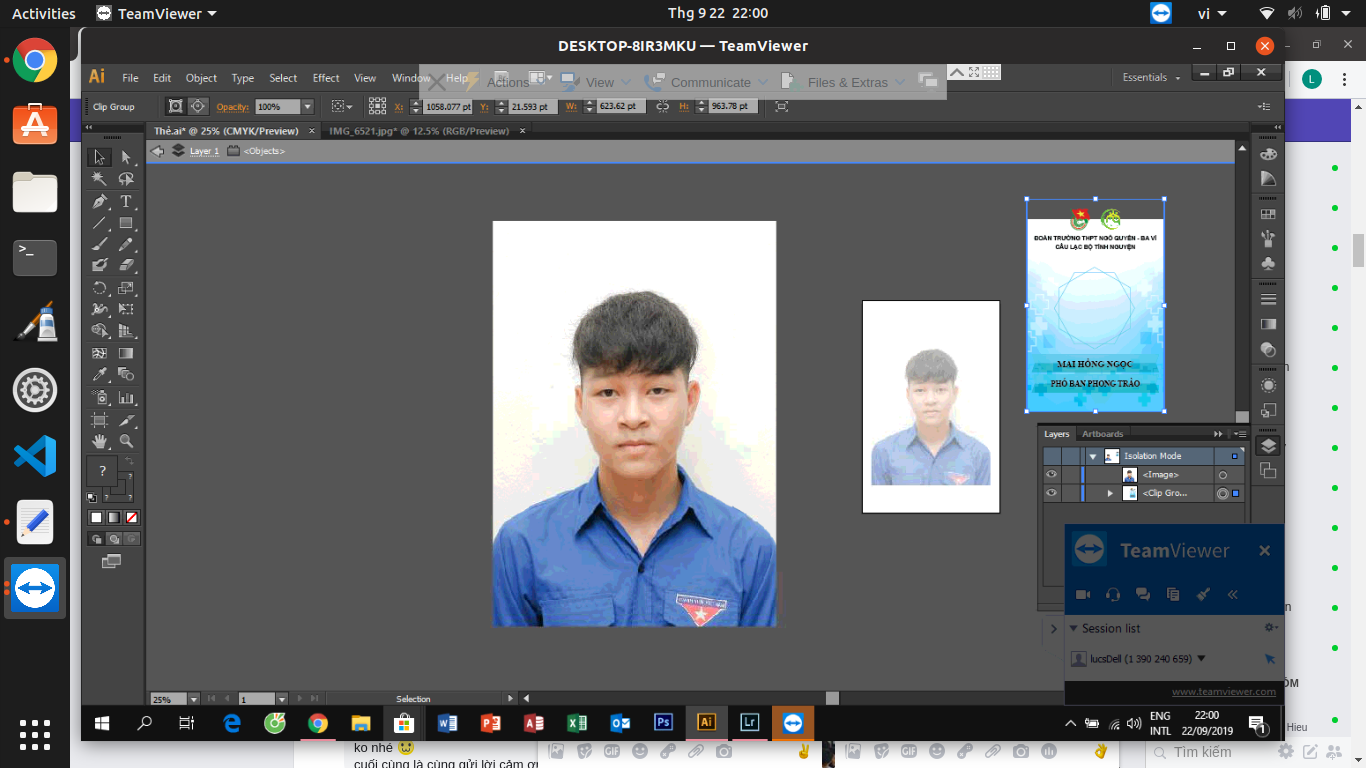 Activities
TeamViewer
Thg 9 22 22:00
vi
DESKTOP-8IR3MKU — TeamViewer
L
Ai
File Edit Object Type Select Effect View Window Help
Actions View Communicate Files & Extras
Essentials
Clip Group
Opacity: 100%
X: 1058.077 pt Y: 21.593 pt W: 623.62 pt H: 963.78 pt
Thẻ.ai* @ 25% (CMYK/Preview)
IMG_6521.jpg* @ 12.5% (RGB/Preview)
Layer 1 <Objects>
ĐOÀN TRƯỜNG THPT NGÔ QUYỀN - BA VÌ
CÂU LẠC BỘ TÌNH NGUYỆN
MAI HỒNG NGỌC
PHÓ BAN PHONG TRÀO
Layers Artboards
Isolation Mode
<Image>
<Clip Gro...
TeamViewer
Session list
lucsDell (1 390 240 659)
www.teamviewer.com
25%
1
Selection
ENG
INTL
22:00
22/09/2019
1
Hieu
ko nhé
cuối cùng là cùng gửi lời cảm ơn
GIF
GIF
Tìm kiếm